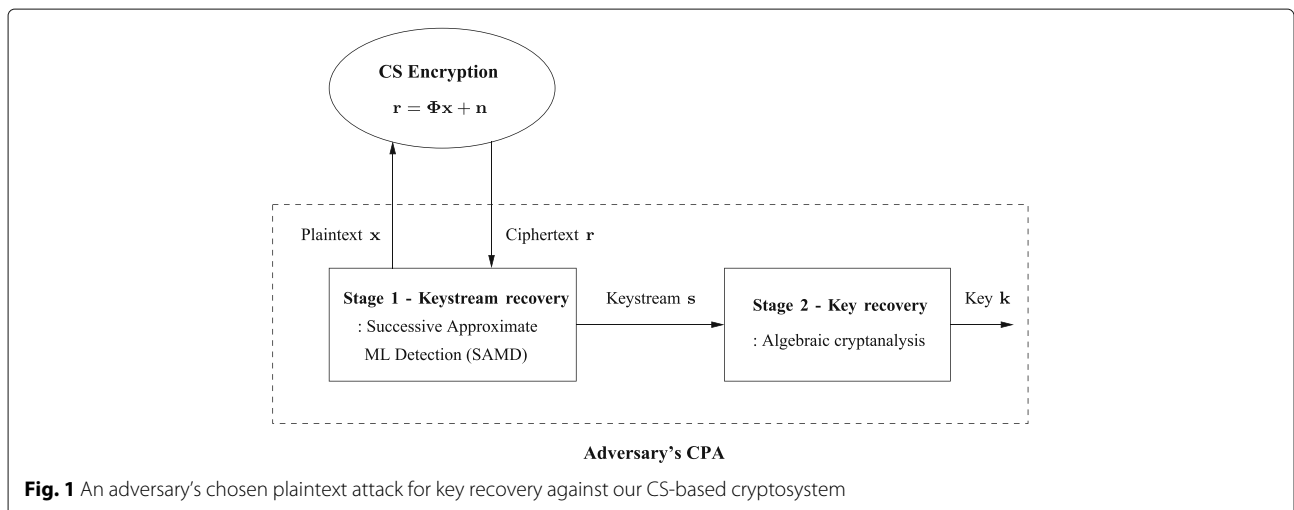 CS Encryption
r = Φx + n
Plaintext x
Ciphertext r
Stage 1 - Keystream recovery
: Successive Approximate
ML Detection (SAMD)
Keystream s
Stage 2 - Key recovery
: Algebraic cryptanalysis
Key k
Adversary's CPA
Fig. 1 An adversary's chosen plaintext attack for key recovery against our CS-based cryptosystem